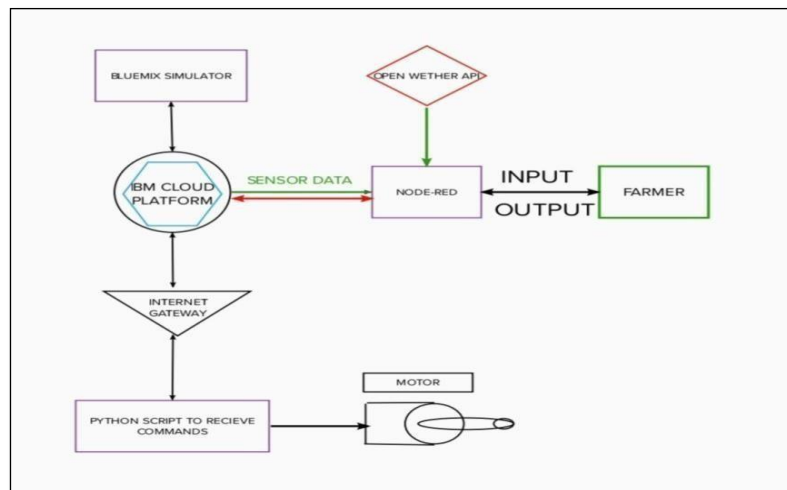 BLUEMIX SIMULATOR
OPEN WETHER API
IBM CLOUD
PLATFORM
SENSOR DATA
NODE-RED
INPUT
OUTPUT
FARMER
INTERNET
GATEWAY
MOTOR
PYTHON SCRIPT TO RECIEVE
COMMANDS